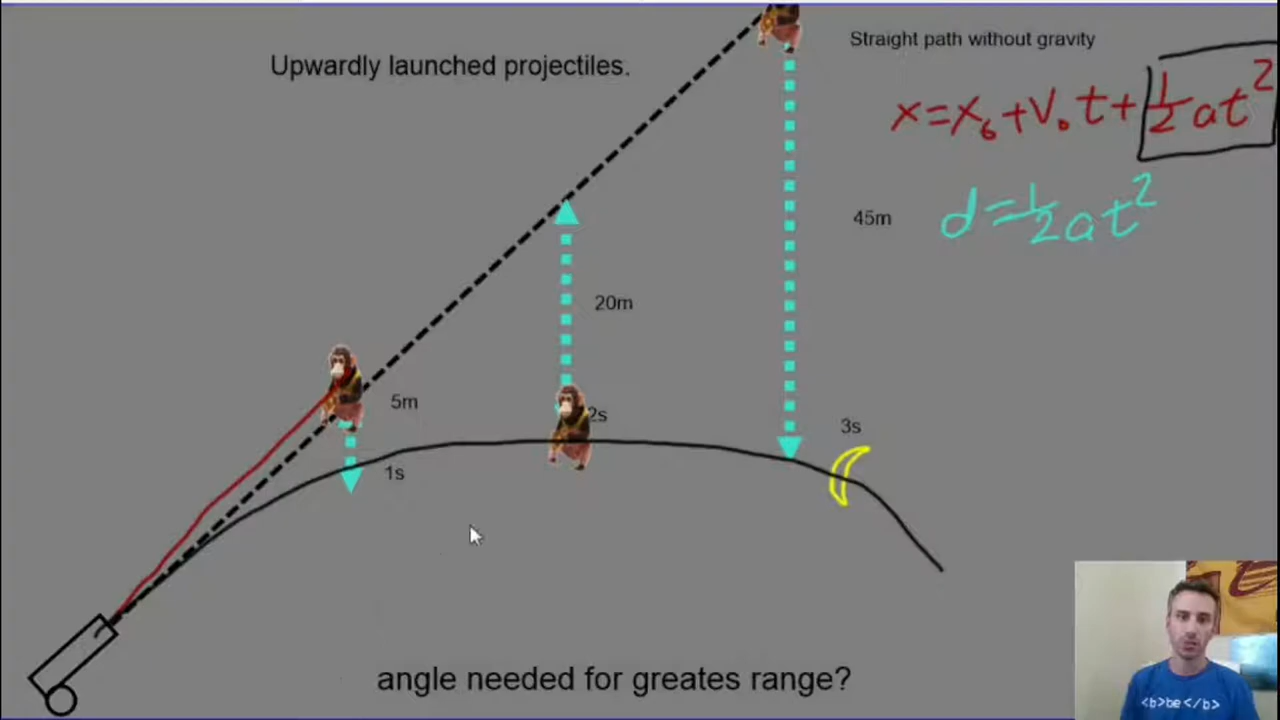 Upwardly launched projectiles.
Straight path without gravity
x=x₀+v₀t+½at²
d=½at²
45m
20m
5m
2s
3s
1s
angle needed for greates range?
<b>be</b>